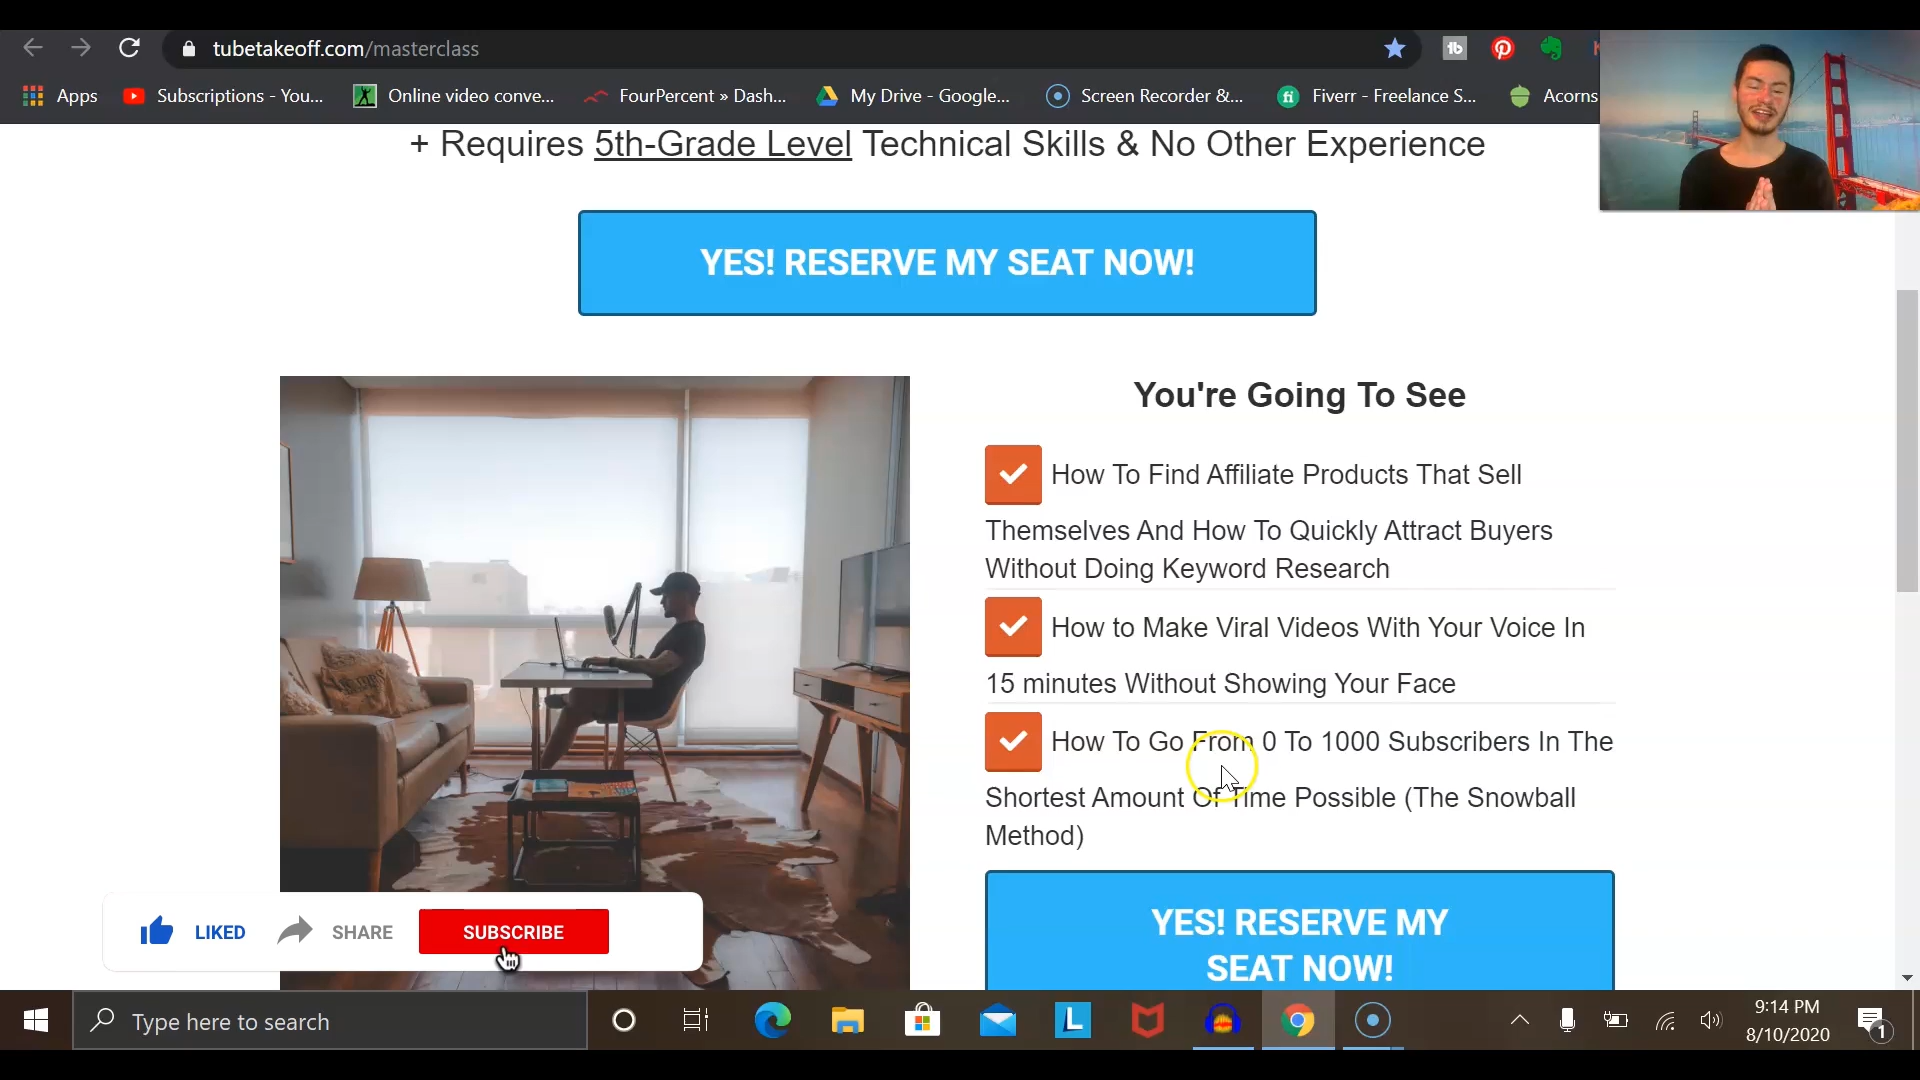 tubetakeoff.com/masterclass
Apps
Subscriptions - You...
Online video conve...
FourPercent » Dash...
My Drive - Google...
Screen Recorder &...
Fiverr - Freelance S...
Acorns
+ Requires 5th-Grade Level Technical Skills & No Other Experience
YES! RESERVE MY SEAT NOW!
You're Going To See
How To Find Affiliate Products That Sell
Themselves And How To Quickly Attract Buyers
Without Doing Keyword Research
How to Make Viral Videos With Your Voice In
15 minutes Without Showing Your Face
How To Go From 0 To 1000 Subscribers In The
Shortest Amount Of Time Possible (The Snowball
Method)
YES! RESERVE MY
SEAT NOW!
LIKED
SHARE
SUBSCRIBE
Type here to search
9:14 PM
8/10/2020
1